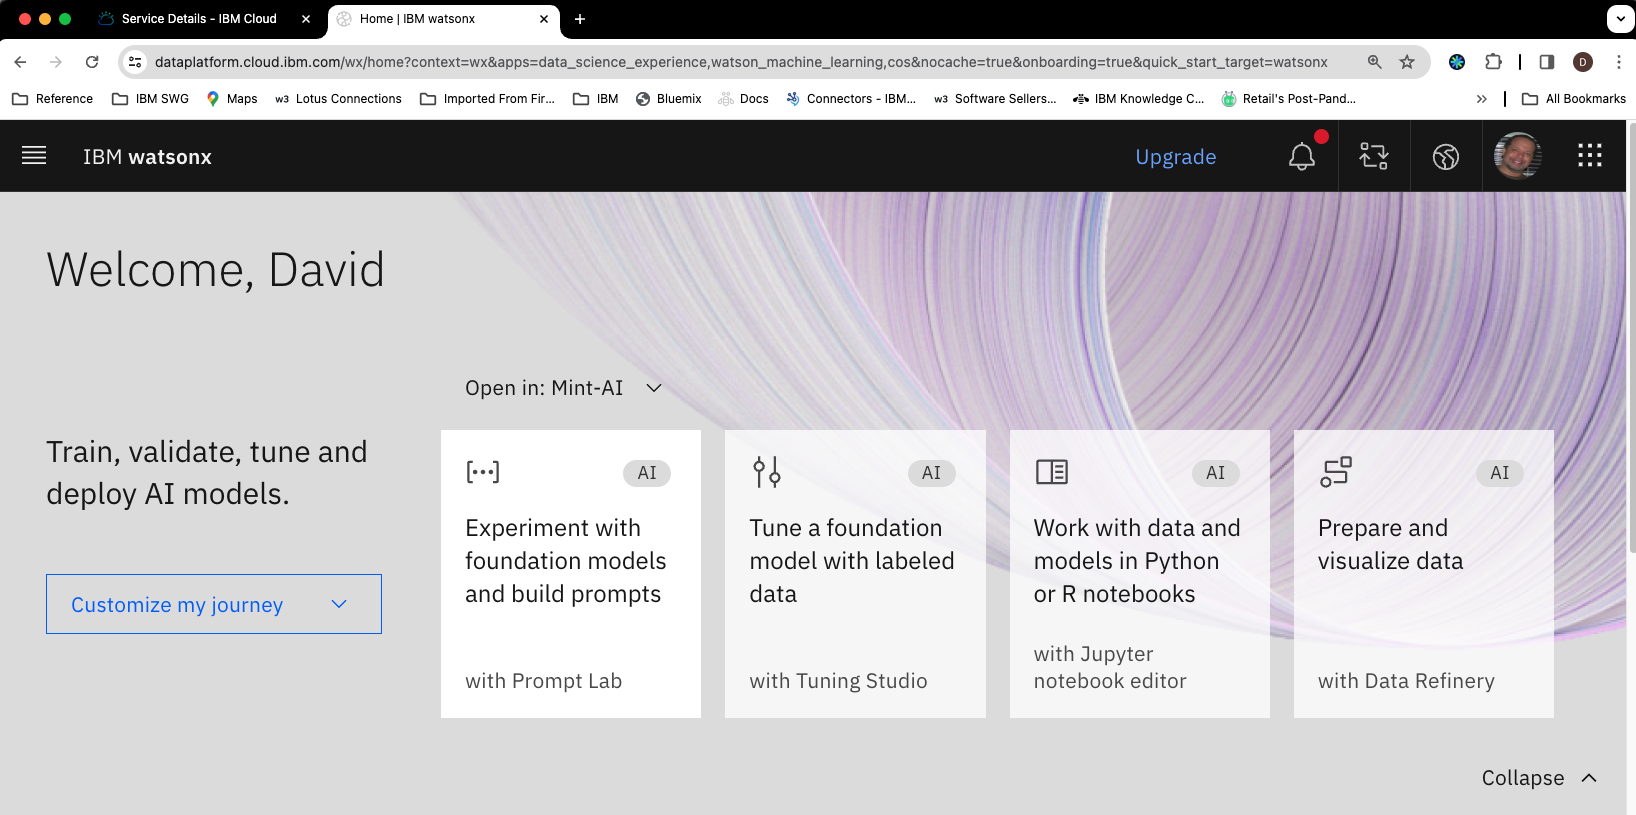 Service Details - IBM Cloud
Home | IBM watsonx
dataplatform.cloud.ibm.com/wx/home?context=wx&apps=data_science_experience,watson_machine_learning,cos&nocache=true&onboarding=true&quick_start_target=watsonx
D
Reference
IBM SWG
Maps
w3 Lotus Connections
Imported From Fir...
IBM
Bluemix
Docs
Connectors - IBM...
w3 Software Sellers...
IBM Knowledge C...
Retail's Post-Pand...
All Bookmarks
IBM watsonx
Upgrade
Welcome, David
Open in: Mint-AI
Train, validate, tune and
deploy AI models.
Customize my journey
AI
Experiment with
foundation models
and build prompts
with Prompt Lab
AI
Tune a foundation
model with labeled
data
with Tuning Studio
AI
Work with data and
models in Python
or R notebooks
with Jupyter
notebook editor
AI
Prepare and
visualize data
with Data Refinery
Collapse